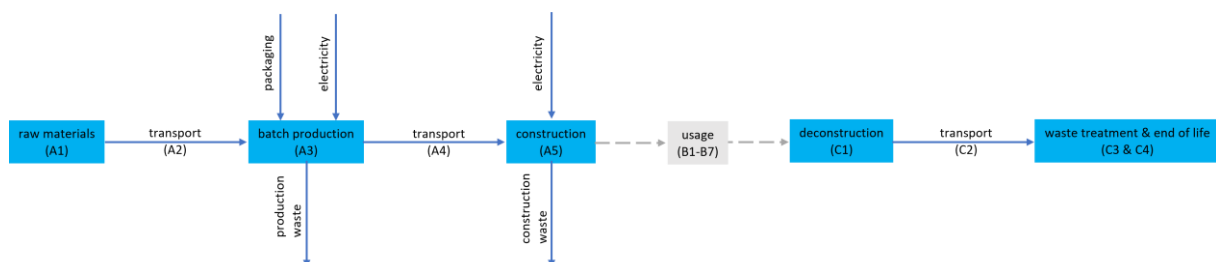 packaging
electricity
electricity
raw materials
(A1)
transport
(A2)
batch production
(A3)
transport
(A4)
construction
(A5)
usage
(B1-B7)
deconstruction
(C1)
transport
(C2)
waste treatment & end of life
(C3 & C4)
production
waste
construction
waste